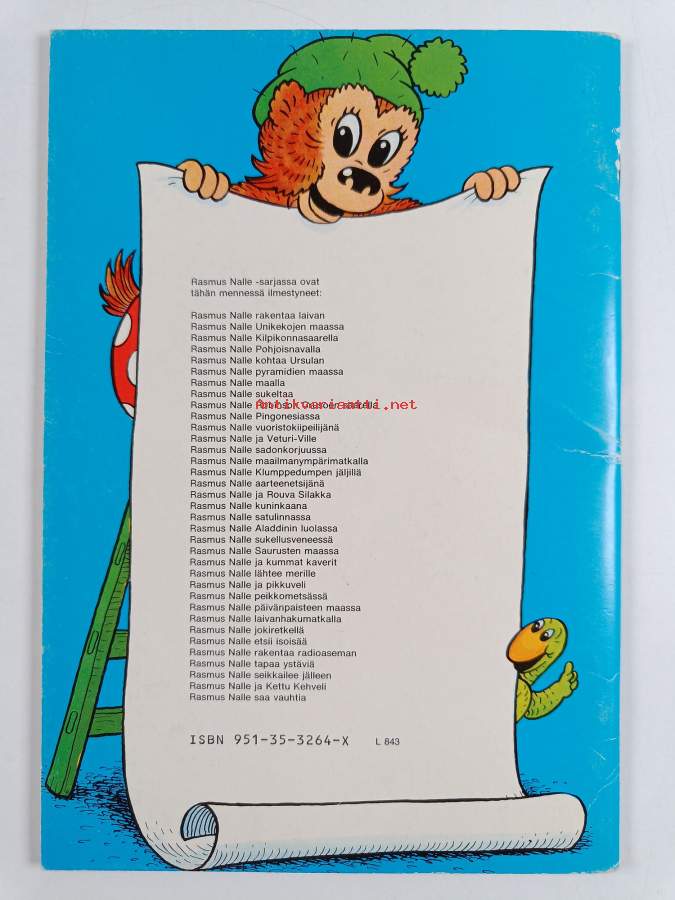 Rasmus Nalle -sarjassa ovat
tähän mennessä ilmestyneet:
Rasmus Nalle rakentaa laivan
Rasmus Nalle Unikekojen maassa
Rasmus Nalle Kilpikonnasaarella
Rasmus Nalle Pohjoisnavalla
Rasmus Nalle kohtaa Ursulan
Rasmus Nalle pyramidien maassa
Rasmus Nalle maalla
Rasmus Nalle sukeltaa
Rasmus Nalle
Antikvariantti.net
Rasmus Nalle Pingonesiassa
Rasmus Nalle vuoristokiipeilijänä
Rasmus Nalle ja Veturi-Ville
Rasmus Nalle sadonkorjuussa
Rasmus Nalle maailmanympärimatkalla
Rasmus Nalle Klumppedumpen jäljillä
Rasmus Nalle aarteenetsijänä
Rasmus Nalle ja Rouva Silakka
Rasmus Nalle kuninkaana
Rasmus Nalle satulinnassa
Rasmus Nalle Aladdinin luolassa
Rasmus Nalle sukellusveneessä
Rasmus Nalle Saurusten maassa
Rasmus Nalle ja kummat kaverit
Rasmus Nalle lähtee merille
Rasmus Nalle ja pikkuveli
Rasmus Nalle peikkometsässä
Rasmus Nalle päivänpaisteen maassa
Rasmus Nalle laivanhakumatkalla
Rasmus Nalle jokiretkellä
Rasmus Nalle etsii isoisää
Rasmus Nalle rakentaa radioaseman
Rasmus Nalle tapaa ystäviä
Rasmus Nalle seikkailee jälleen
Rasmus Nalle ja Kettu Kehveli
Rasmus Nalle saa vauhtia
ISBN 951-35-3264-X L 843